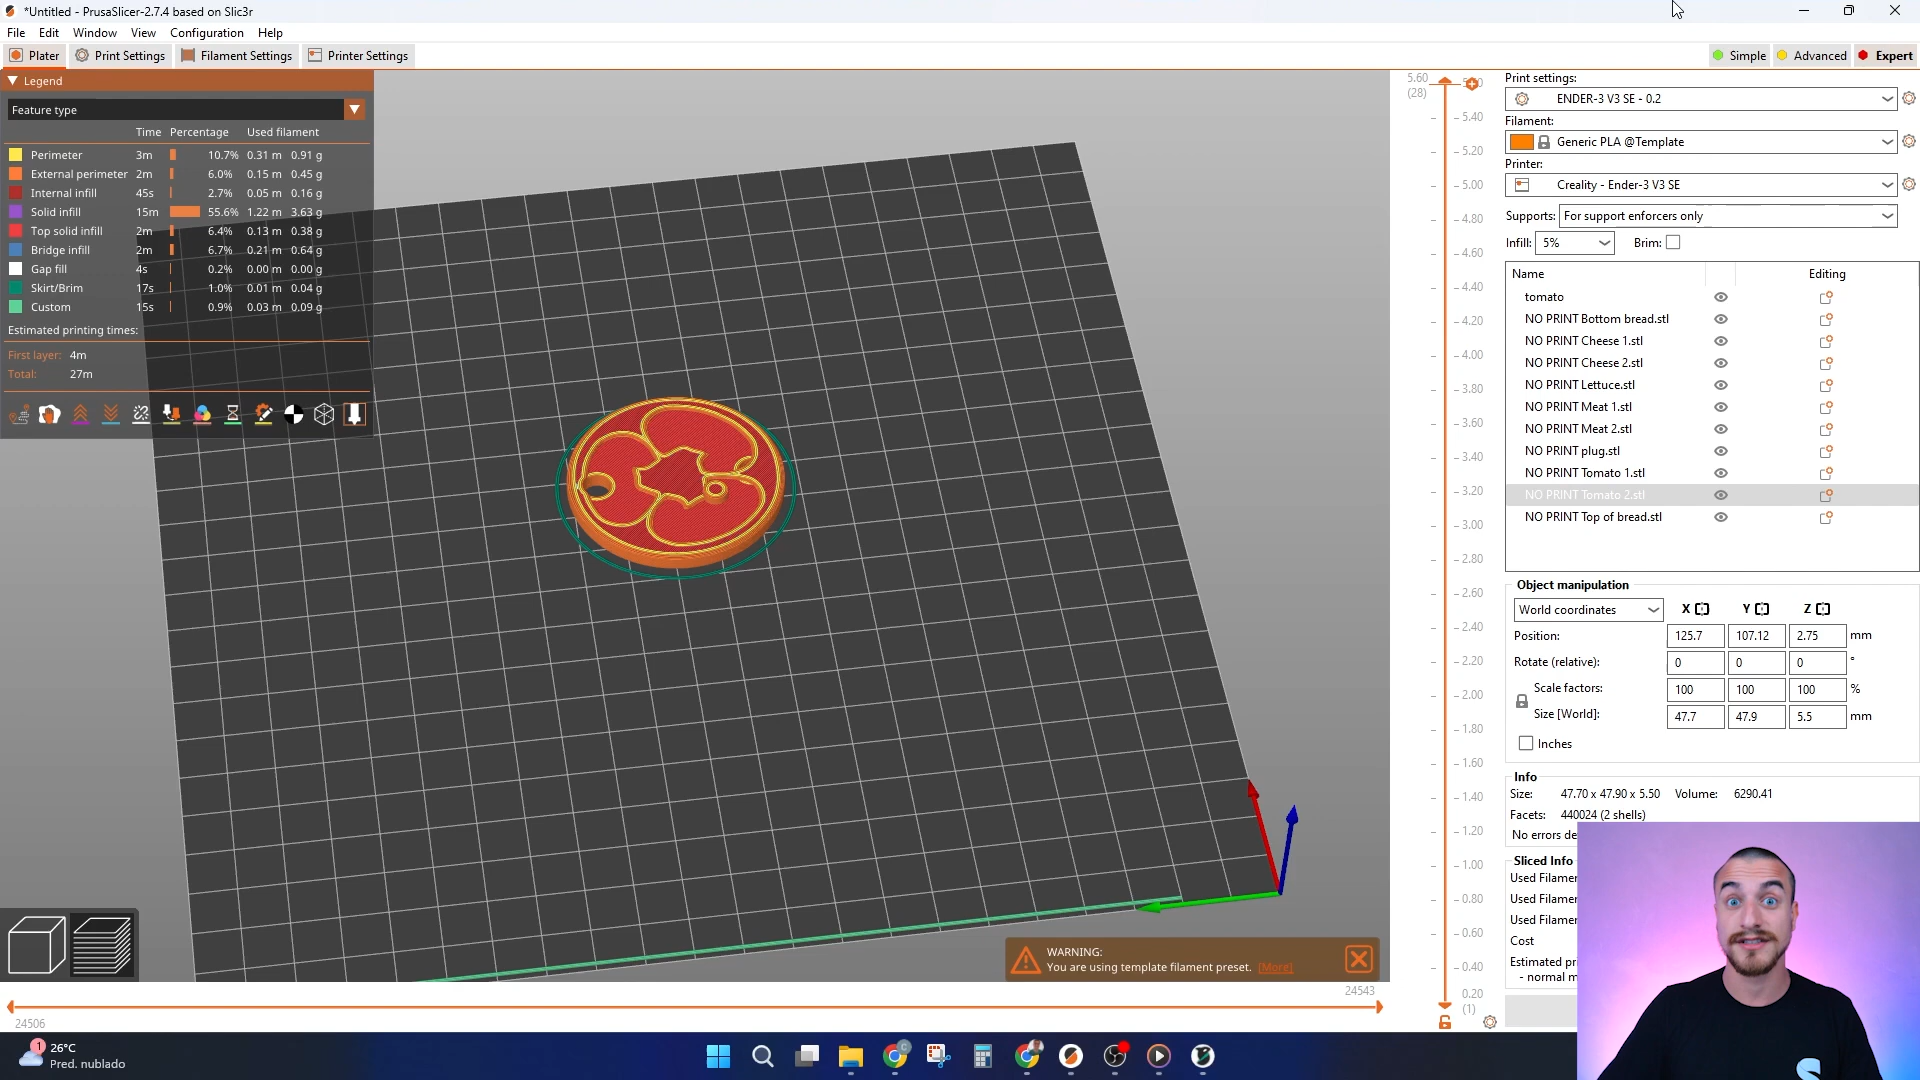 *Untitled - PrusaSlicer-2.7.4 based on Slic3r
File Edit Window View Configuration Help
Plater Print Settings Filament Settings Printer Settings
Simple Advanced Expert
Legend
Feature type
Time Percentage Used filament
Perimeter 3m 10.7% 0.31 m 0.91 g
External perimeter 2m 6.0% 0.15 m 0.45 g
Internal infill 45s 2.7% 0.05 m 0.16 g
Solid infill 15m 55.6% 1.22 m 3.63 g
Top solid infill 2m 6.4% 0.13 m 0.38 g
Bridge infill 2m 6.7% 0.21 m 0.64 g
Gap fill 4s 0.2% 0.00 m 0.00 g
Skirt/Brim 17s 1.0% 0.01 m 0.04 g
Custom 15s 0.9% 0.03 m 0.09 g
Estimated printing times:
First layer: 4m
Total: 27m
WARNING:
You are using template filament preset. (More)
24543
24506
5.60
(28)
5.40
5.20
5.00
4.80
4.60
4.40
4.20
4.00
3.80
3.60
3.40
3.20
3.00
2.80
2.60
2.40
2.20
2.00
1.80
1.60
1.40
1.20
1.00
0.80
0.60
0.40
0.20
(1)
Print settings:
ENDER-3 V3 SE - 0.2
Filament:
Generic PLA @Template
Printer:
Creality - Ender-3 V3 SE
Supports: For support enforcers only
Infill: 5% Brim:
Name Editing
tomato
NO PRINT Bottom bread.stl
NO PRINT Cheese 1.stl
NO PRINT Cheese 2.stl
NO PRINT Lettuce.stl
NO PRINT Meat 1.stl
NO PRINT Meat 2.stl
NO PRINT plug.stl
NO PRINT Tomato 1.stl
NO PRINT Tomato 2.stl
NO PRINT Top of bread.stl
Object manipulation
World coordinates X Y Z
Position: 125.7 107.12 2.75 mm
Rotate (relative): 0 0 0 °
Scale factors: 100 100 100 %
Size [World]: 47.7 47.9 5.5 mm
Inches
Info
Size: 47.70 x 47.90 x 5.50 Volume: 6290.41
Facets: 440024 (2 shells)
No errors de
Sliced Info
Used Filamen
Used Filamen
Used Filamen
Cost
Estimated pri
- normal m
1
26°C
Pred. nublado